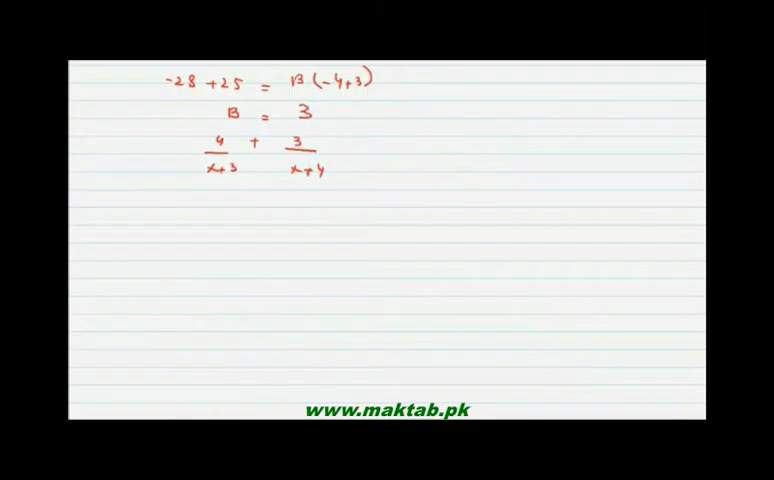 -28 +25 = B (-4+3)
B = 3
4 + 3
x+3 x+4
www.maktab.pk